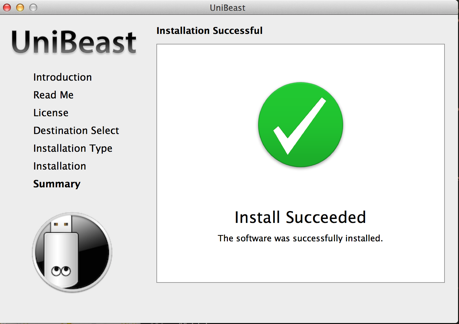 UniBeast
UniBeast
Installation Successful
Introduction
Read Me
License
Destination Select
Installation Type
Installation
Summary
Install Succeeded
The software was successfully installed.